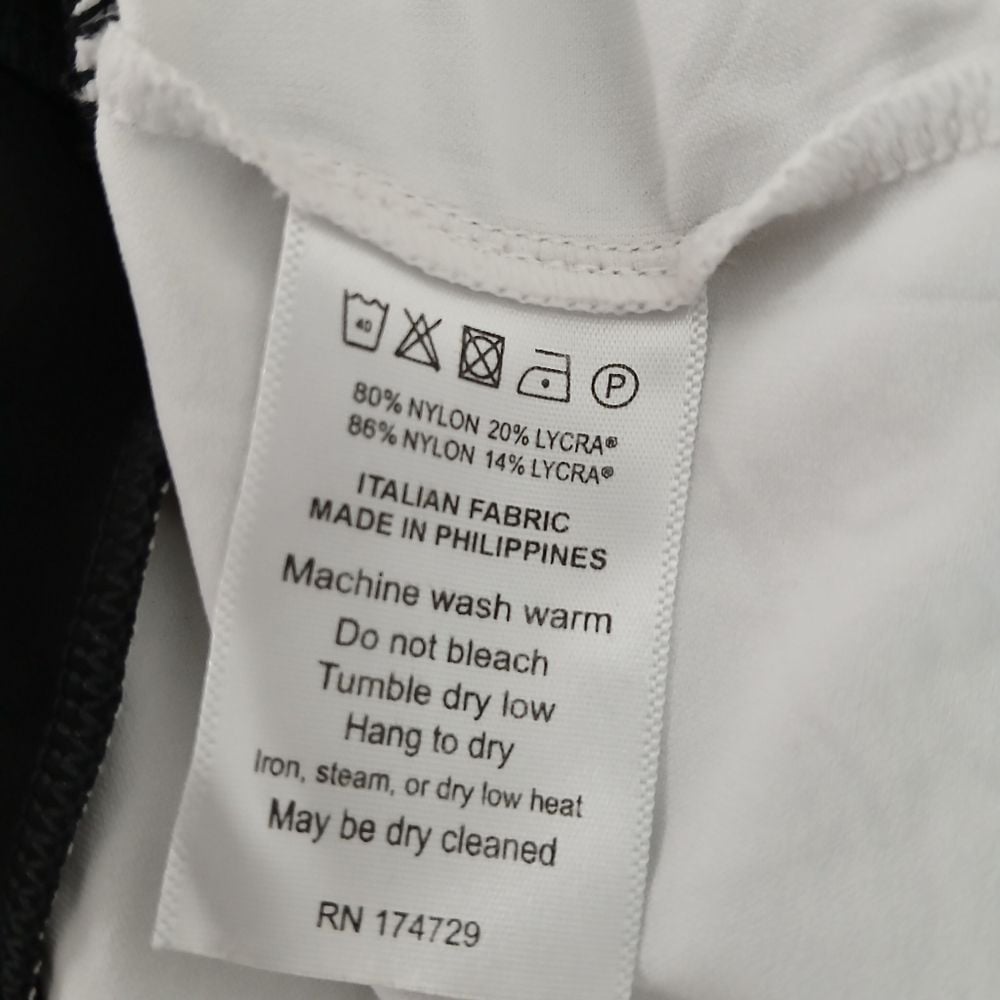 40
P
80% NYLON 20% LYCRA®
86% NYLON 14% LYCRA®
ITALIAN FABRIC
MADE IN PHILIPPINES
Machine wash warm
Do not bleach
Tumble dry low
Hang to dry
Iron, steam, or dry low heat
May be dry cleaned
RN 174729